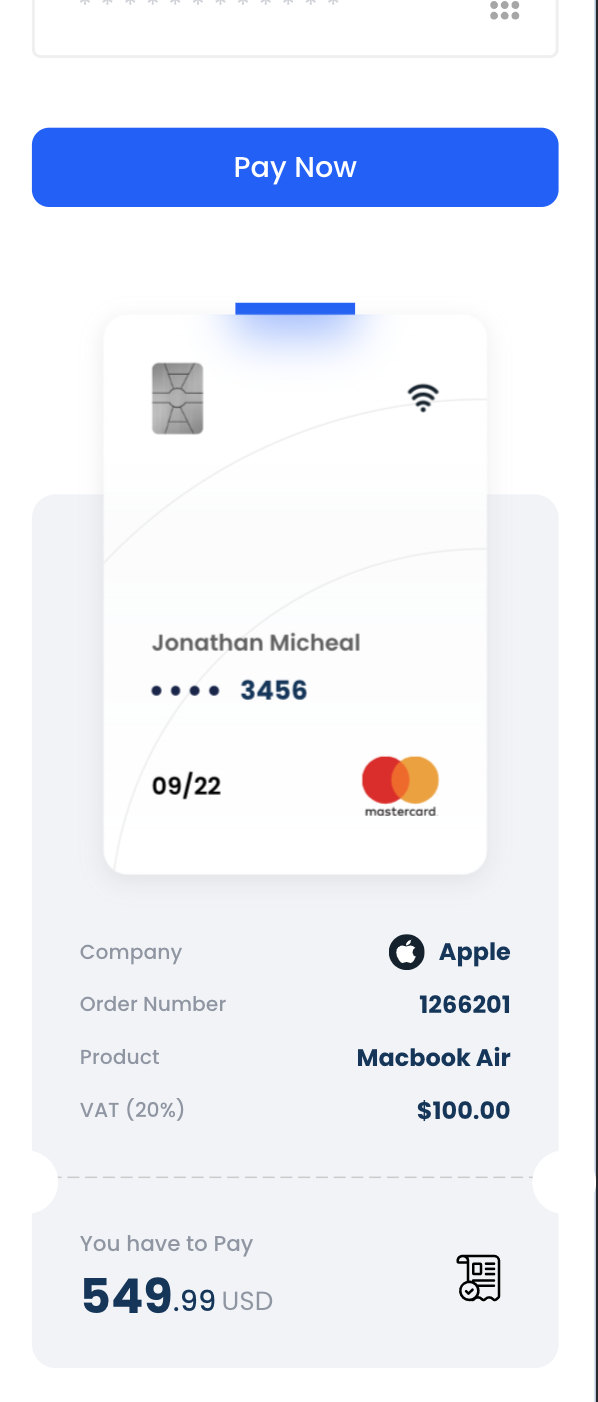 * * * * * * * * * * * *
Pay Now
Jonathan Micheal
•••• 3456
09/22
mastercard
Company Apple
Order Number 1266201
Product Macbook Air
VAT (20%) $100.00
You have to Pay
549.99 USD